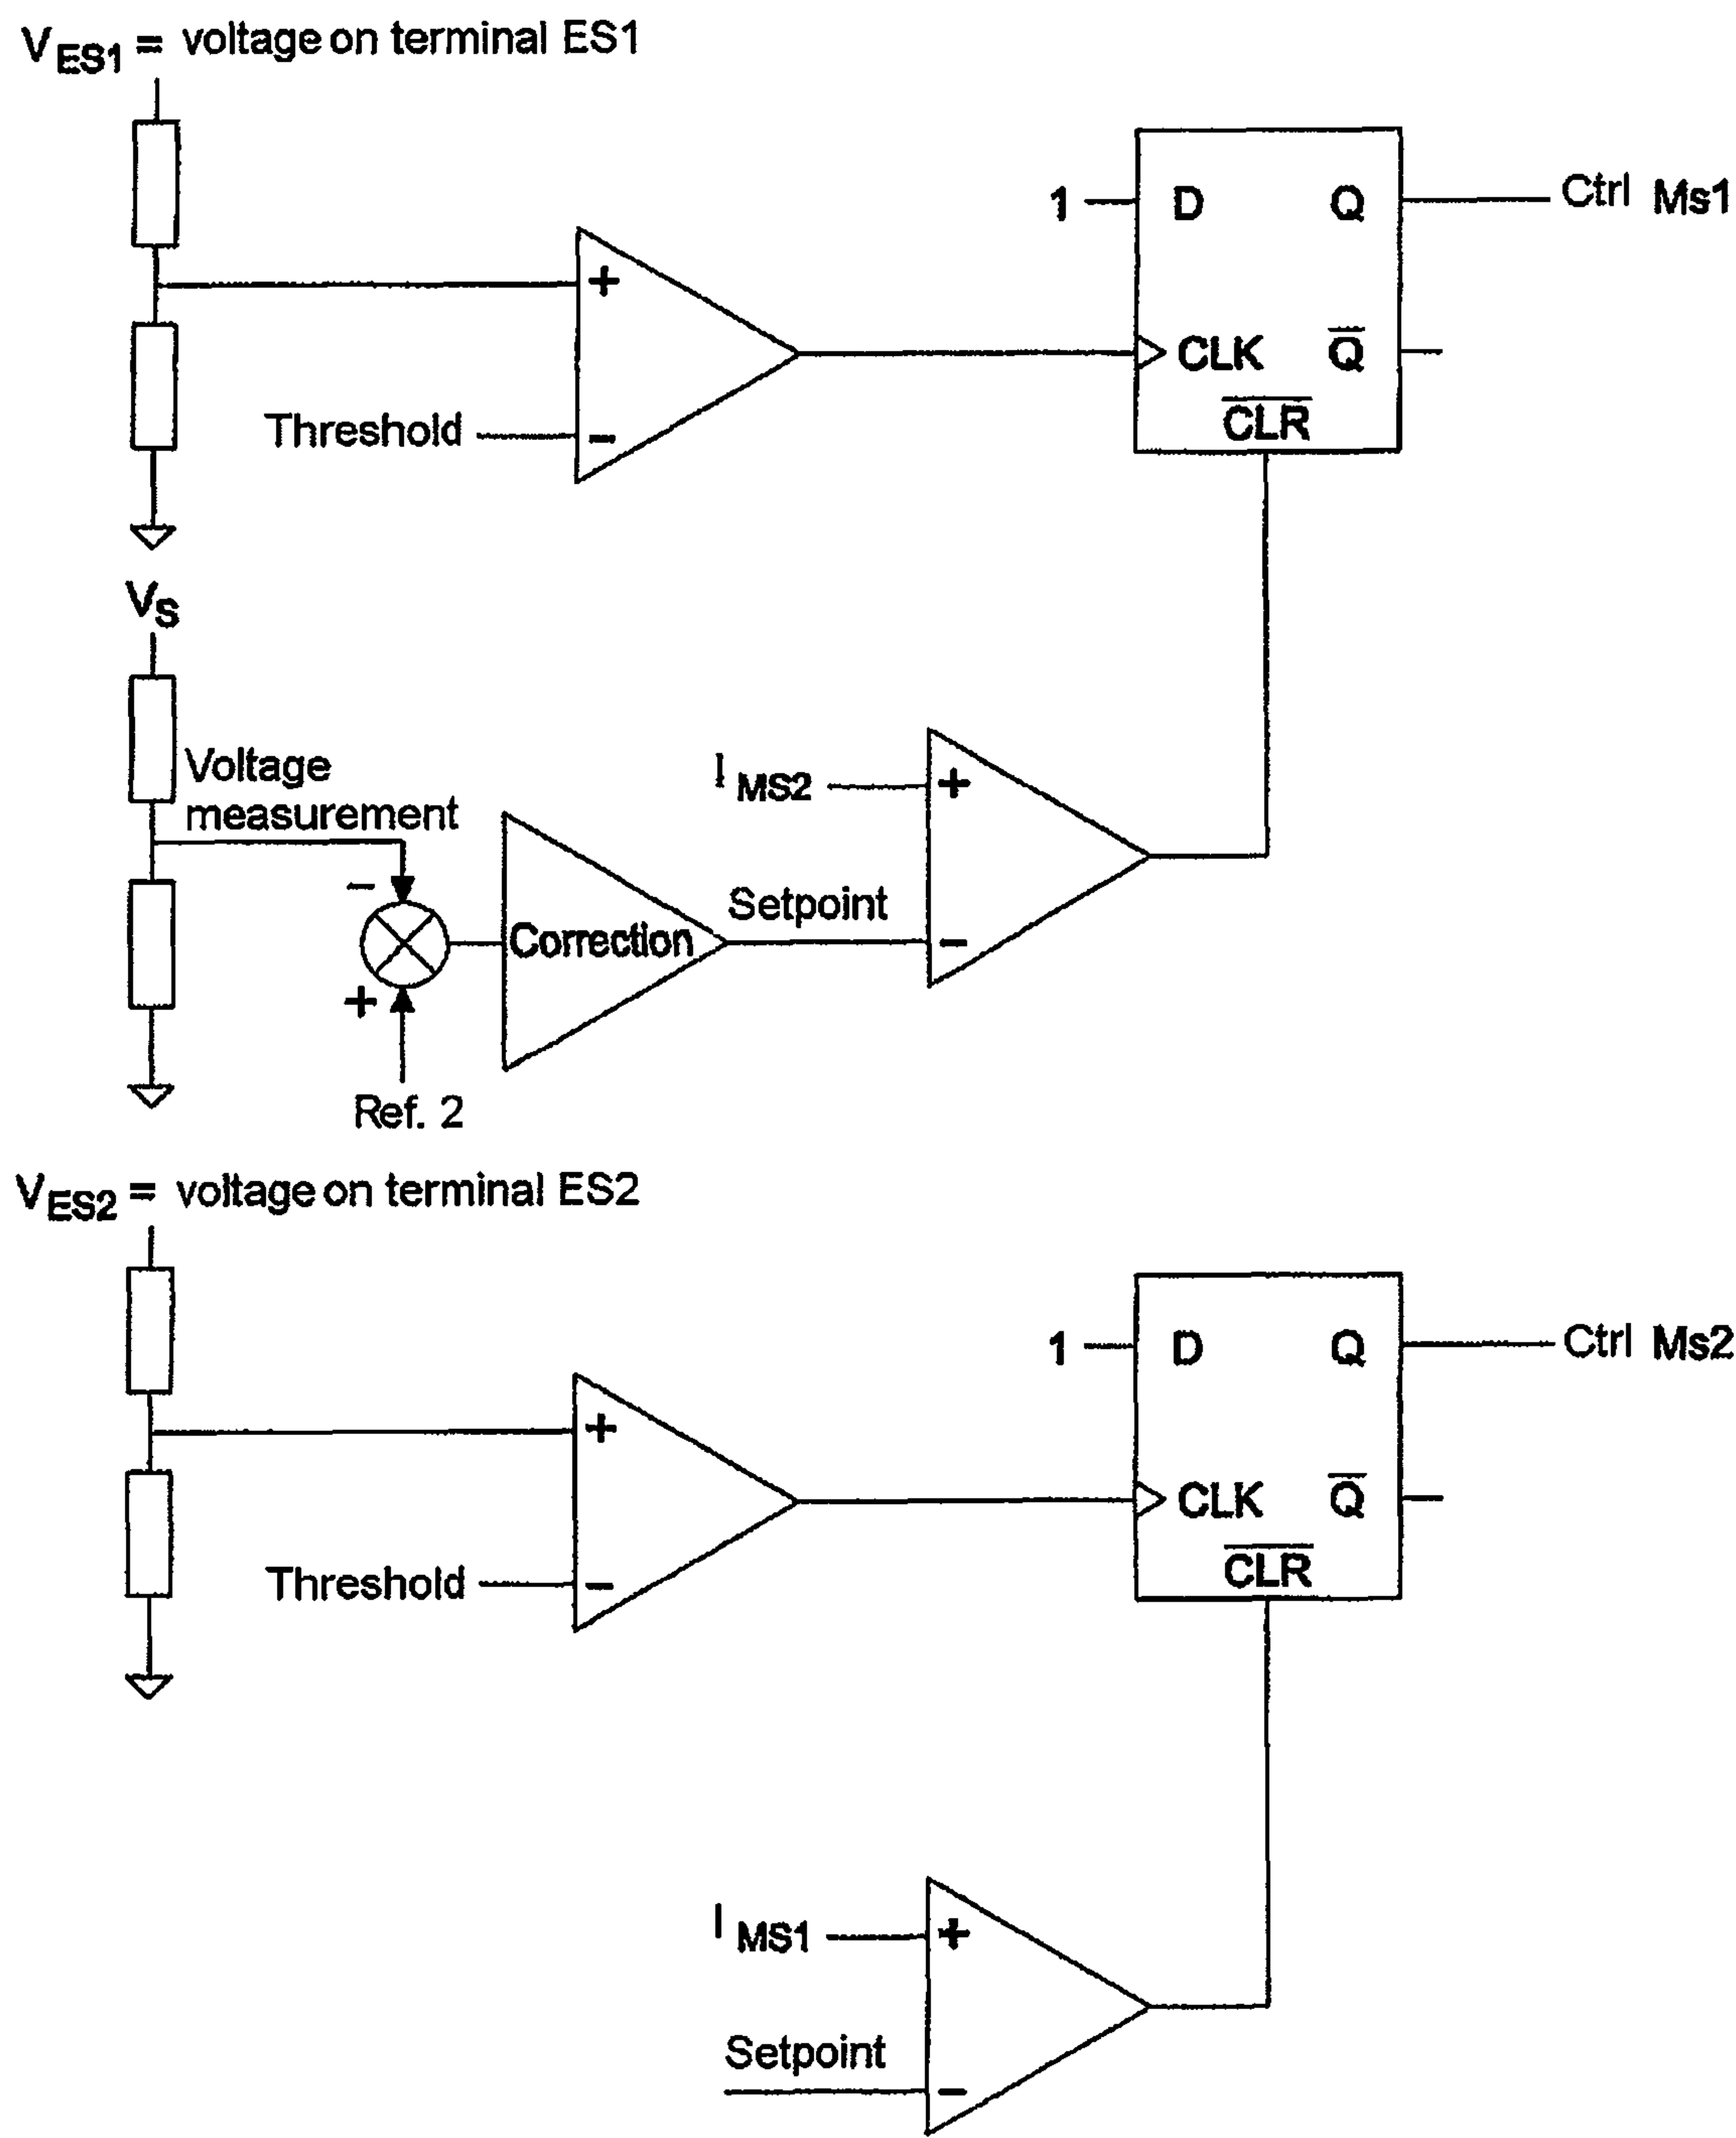 VES1 = voltage on terminal ES1
1
D
Q
Ctrl Ms1
+
CLK
Q
Threshold
−
CLR
VS
Voltage
measurement
IMS2
+
−
Setpoint
Correction
−
+
Ref. 2
VES2 = voltage on terminal ES2
1
D
Q
Ctrl Ms2
+
CLK
Q
Threshold
−
CLR
IMS1
+
Setpoint
−